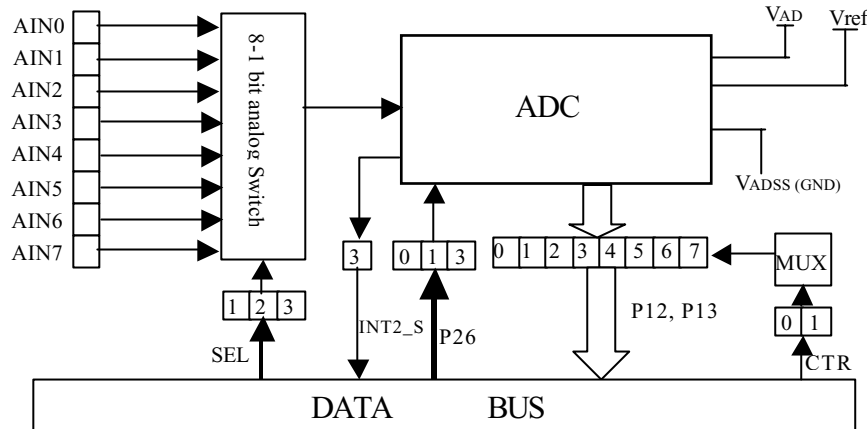 AIN0
AIN1
AIN2
AIN3
AIN4
AIN5
AIN6
AIN7
8-1 bit analog Switch
ADC
VAD
Vref
VADSS (GND)
3
0 1 3
0 1 2 3 4 5 6 7
MUX
1 2 3
0 1
SEL
INT2_S
P26
P12, P13
CTR
DATA BUS